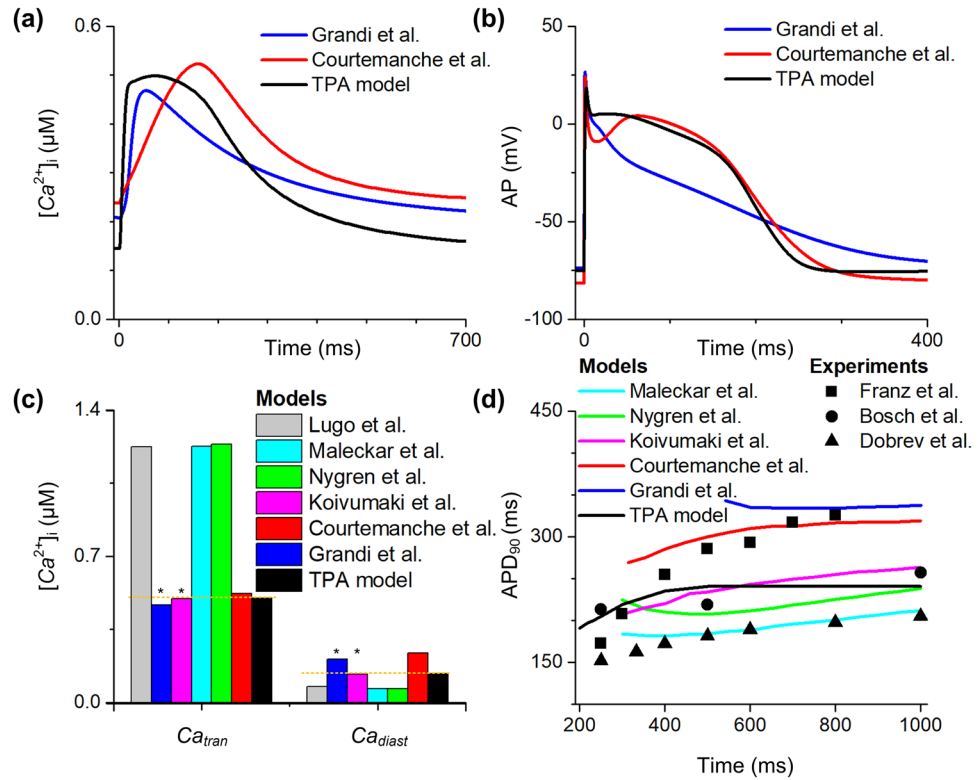 (a)
0.6
Grandi et al.
Courtemanche et al.
TPA model
[Ca2+]i (µM)
0.0
0
700
Time (ms)
(b)
50
Grandi et al.
Courtemanche et al.
TPA model
0
AP (mV)
-50
-100
0
400
Time (ms)
(c)
1.4
Models
Lugo et al.
Maleckar et al.
Nygren et al.
Koivumaki et al.
Courtemanche et al.
Grandi et al.
TPA model
[Ca2+]i (µM)
0.7
* *
* *
0.0
Catran
Cadiast
(d)
Models
Maleckar et al.
Nygren et al.
Koivumaki et al.
Courtemanche et al.
Grandi et al.
TPA model
Experiments
Franz et al.
Bosch et al.
Dobrev et al.
450
APD90 (ms)
300
150
200 400 600 800 1000
Time (ms)